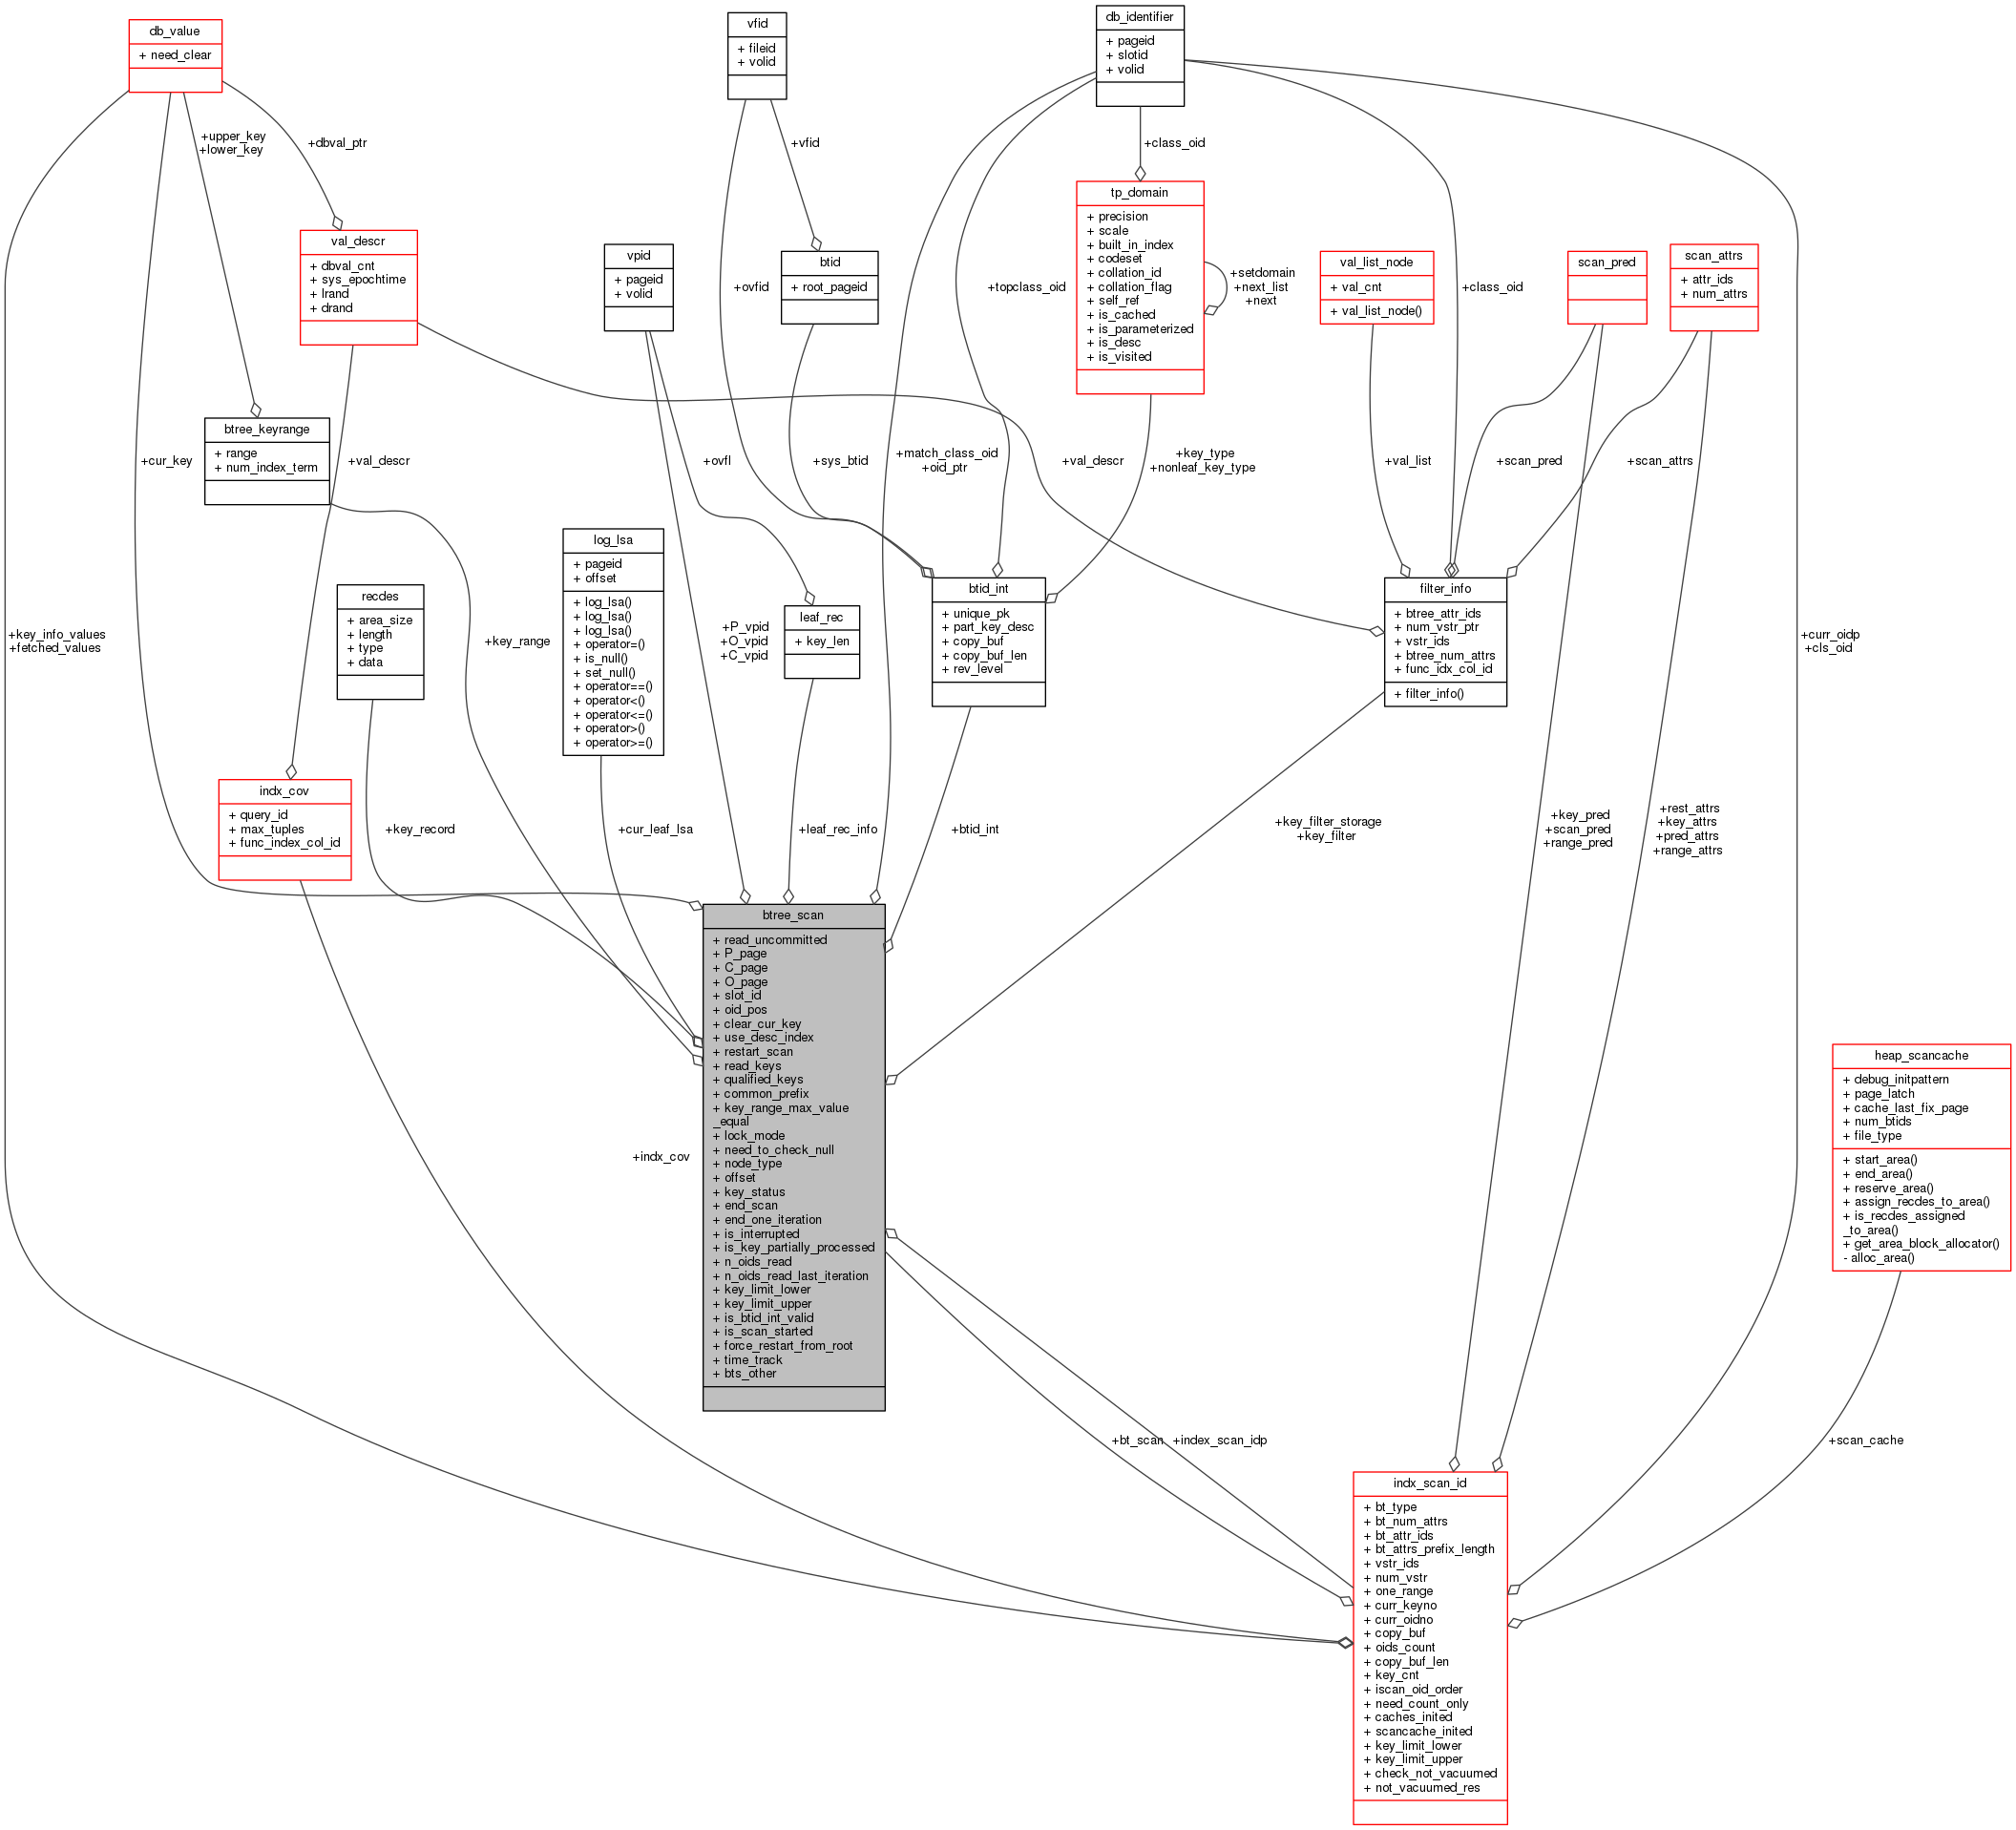 db_value
+ need_clear
vfid
+ fileid
+ volid
db_identifier
+ pageid
+ slotid
+ volid
+upper_key
+lower_key
+dbval_ptr
+vfid
+class_oid
val_descr
+ dbval_cnt
+ sys_epochtime
+ lrand
+ drand
vpid
+ pageid
+ volid
btid
+ root_pageid
+ovfid
+topclass_oid
tp_domain
+ precision
+ scale
+ built_in_index
+ codeset
+ collation_id
+ collation_flag
+ self_ref
+ is_cached
+ is_parameterized
+ is_desc
+ is_visited
+setdomain
+next_list
+next
val_list_node
+ val_cnt
+ val_list_node()
+class_oid
scan_pred
scan_attrs
+ attr_ids
+ num_attrs
+cur_key
btree_keyrange
+ range
+ num_index_term
+val_descr
+ovfl
+sys_btid
+match_class_oid
+oid_ptr
+val_descr
+key_type
+nonleaf_key_type
+val_list
+scan_pred
+scan_attrs
+key_info_values
+fetched_values
recdes
+ area_size
+ length
+ type
+ data
+key_range
log_lsa
+ pageid
+ offset
+ log_lsa()
+ log_lsa()
+ log_lsa()
+ operator=()
+ is_null()
+ set_null()
+ operator==()
+ operator<()
+ operator<=()
+ operator>()
+ operator>=()
+P_vpid
+O_vpid
+C_vpid
leaf_rec
+ key_len
btid_int
+ unique_pk
+ part_key_desc
+ copy_buf
+ copy_buf_len
+ rev_level
filter_info
+ btree_attr_ids
+ num_vstr_ptr
+ vstr_ids
+ btree_num_attrs
+ func_idx_col_id
+ filter_info()
+curr_oidp
+cls_oid
indx_cov
+ query_id
+ max_tuples
+ func_index_col_id
+key_record
+cur_leaf_lsa
+leaf_rec_info
+btid_int
+key_filter_storage
+key_filter
+key_pred
+scan_pred
+range_pred
+rest_attrs
+key_attrs
+pred_attrs
+range_attrs
+indx_cov
btree_scan
+ read_uncommitted
+ P_page
+ C_page
+ O_page
+ slot_id
+ oid_pos
+ clear_cur_key
+ use_desc_index
+ restart_scan
+ read_keys
+ qualified_keys
+ common_prefix
+ key_range_max_value
_equal
+ lock_mode
+ need_to_check_null
+ node_type
+ offset
+ key_status
+ end_scan
+ end_one_iteration
+ is_interrupted
+ is_key_partially_processed
+ n_oids_read
+ n_oids_read_last_iteration
+ key_limit_lower
+ key_limit_upper
+ is_btid_int_valid
+ is_scan_started
+ force_restart_from_root
+ time_track
+ bts_other
heap_scancache
+ debug_initpattern
+ page_latch
+ cache_last_fix_page
+ num_btids
+ file_type
+ start_area()
+ end_area()
+ reserve_area()
+ assign_recdes_to_area()
+ is_recdes_assigned
_to_area()
+ get_area_block_allocator()
- alloc_area()
+bt_scan
+index_scan_idp
+scan_cache
indx_scan_id
+ bt_type
+ bt_num_attrs
+ bt_attr_ids
+ bt_attrs_prefix_length
+ vstr_ids
+ num_vstr
+ one_range
+ curr_keyno
+ curr_oidno
+ copy_buf
+ oids_count
+ copy_buf_len
+ key_cnt
+ iscan_oid_order
+ need_count_only
+ caches_inited
+ scancache_inited
+ key_limit_lower
+ key_limit_upper
+ check_not_vacuumed
+ not_vacuumed_res